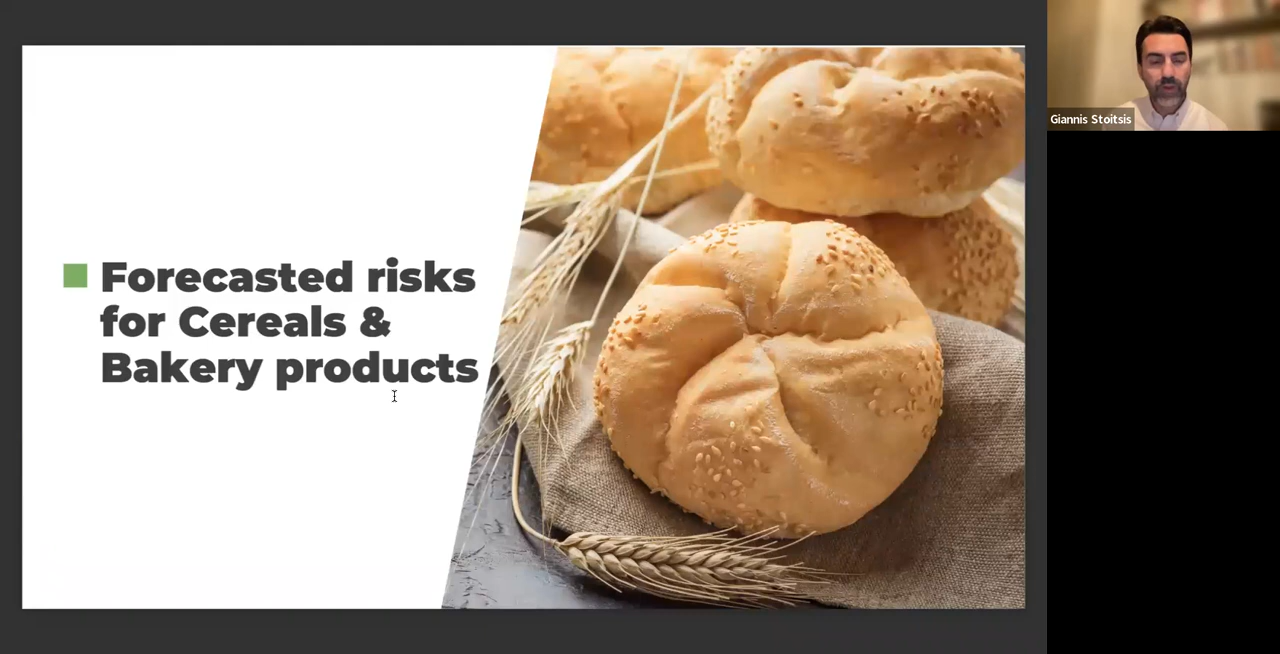 Forecasted risks
for Cereals &
Bakery products
Giannis Stoitsis